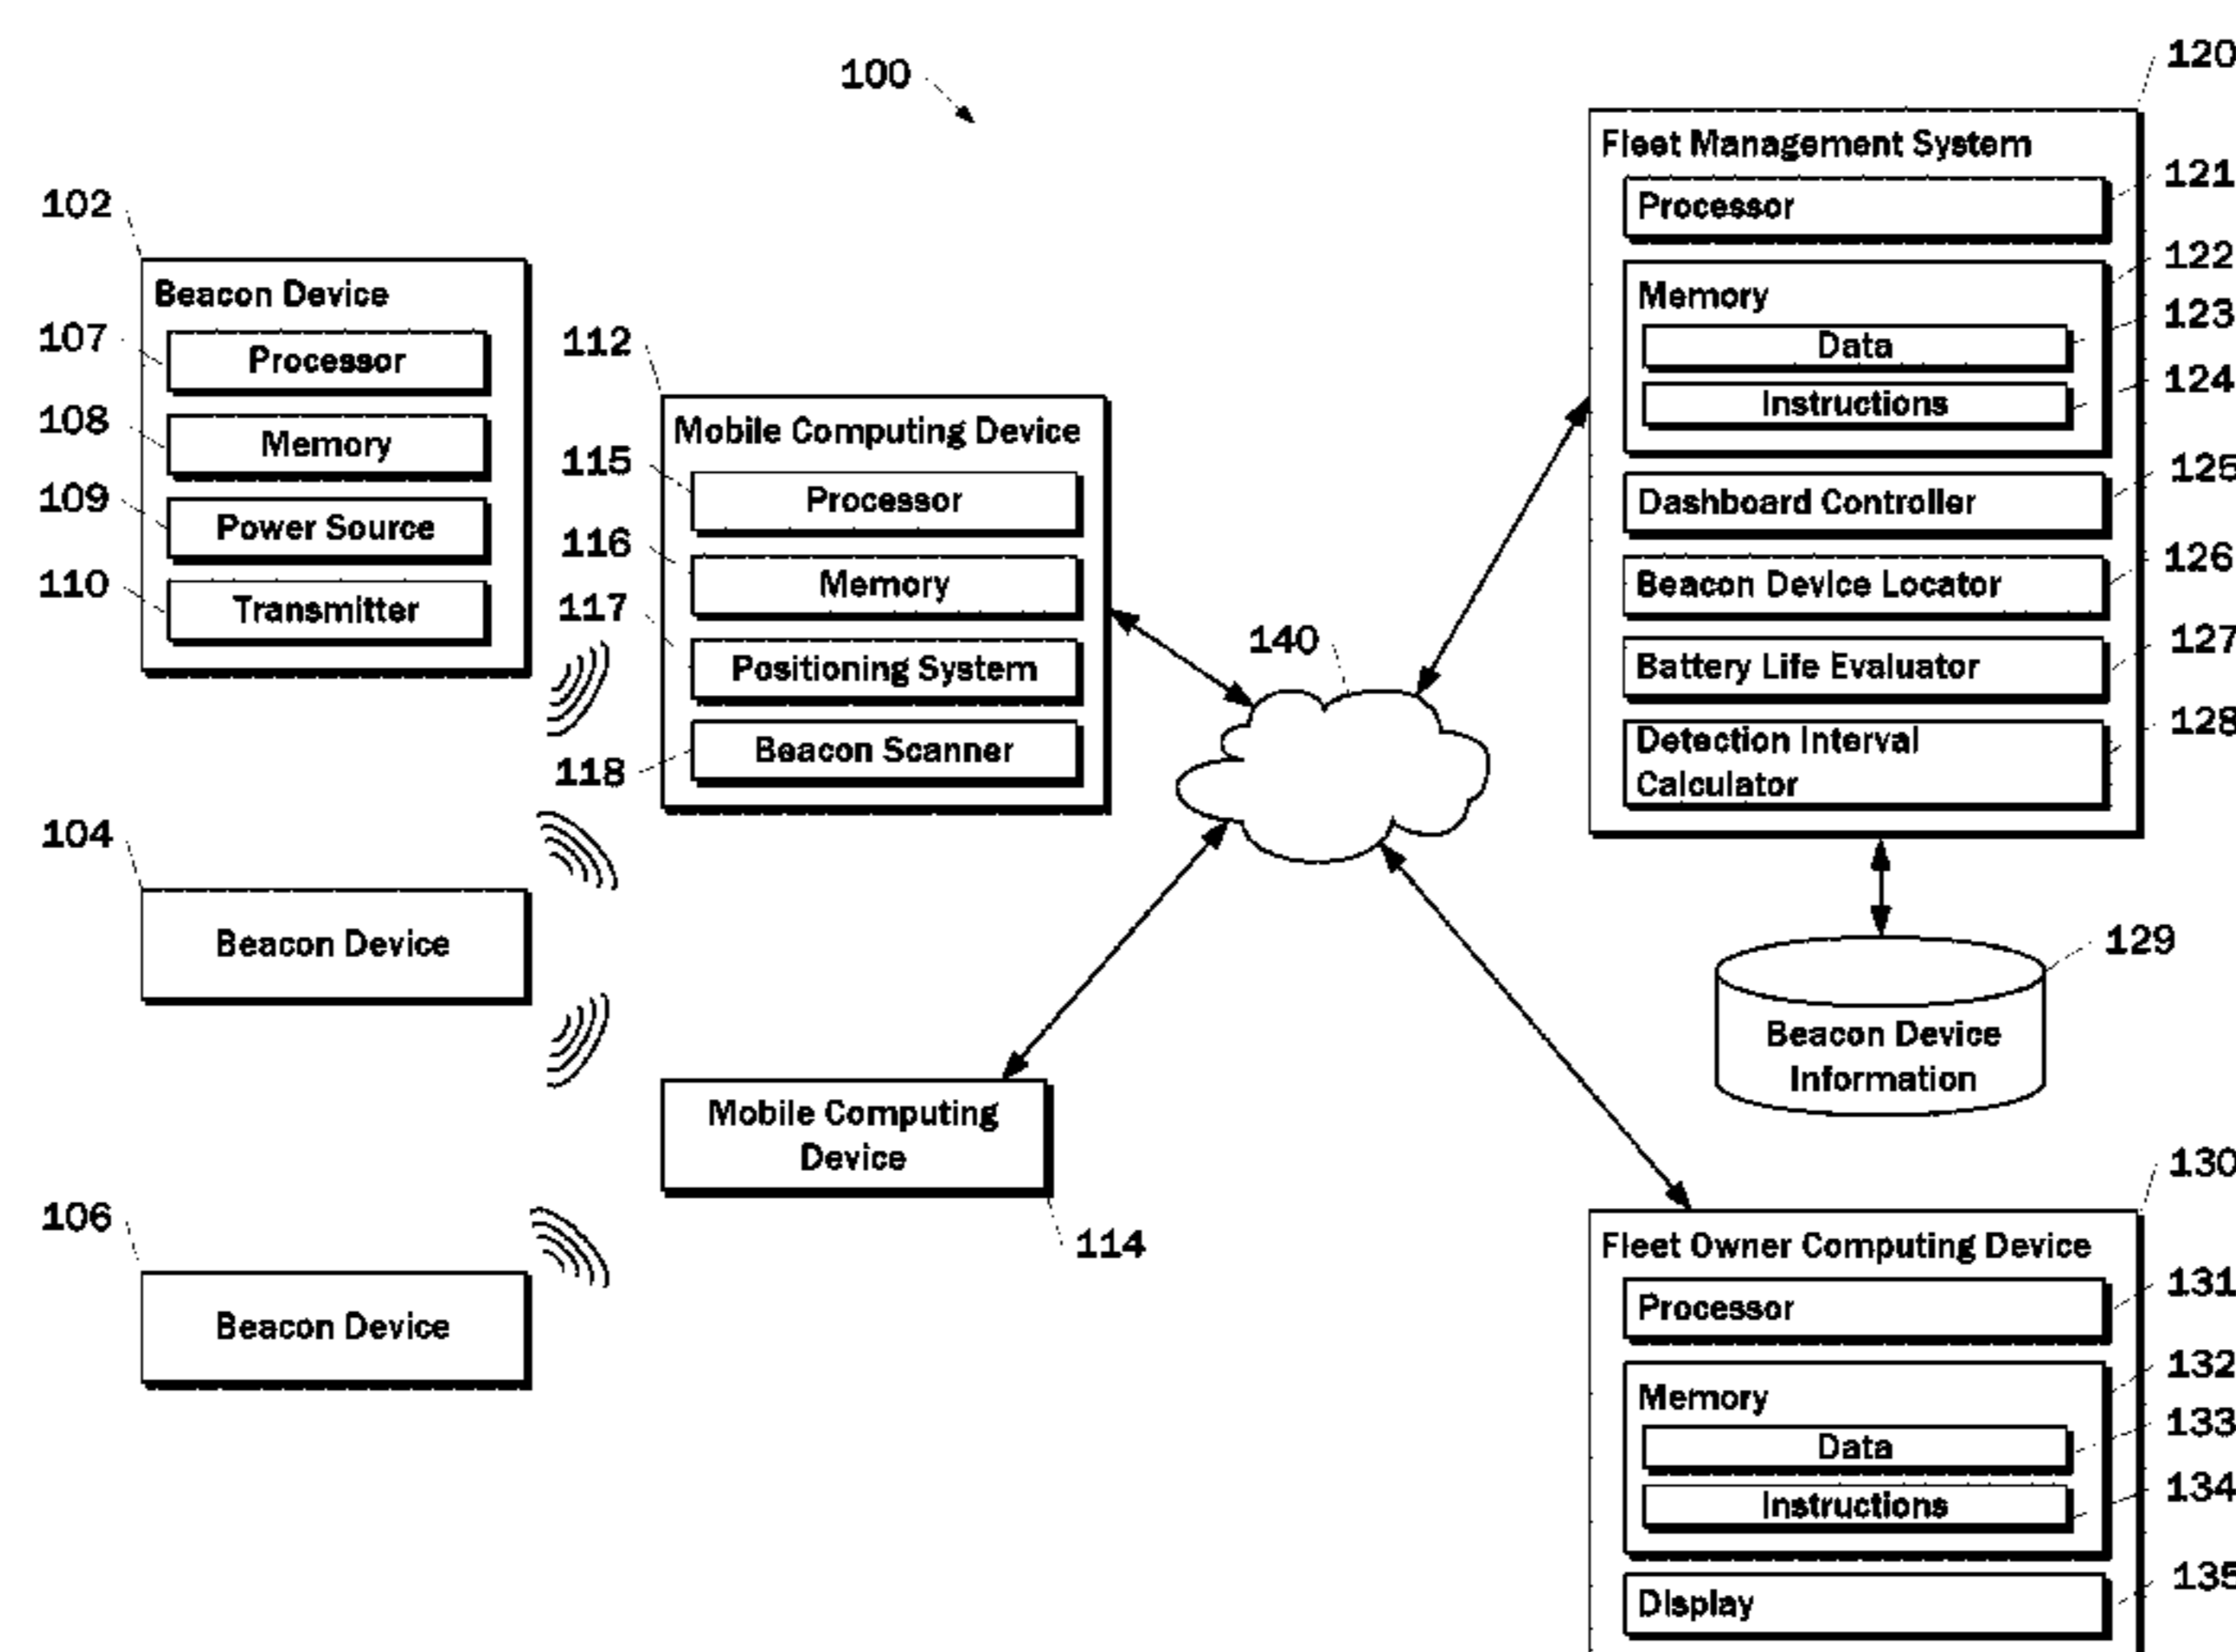 100
120
Fleet Management System
121
Processor
122
Memory
123
Data
124
Instructions
125
Dashboard Controller
126
Beacon Device Locator
127
Battery Life Evaluator
128
Detection Interval
Calculator
129
Beacon Device
Information
102
Beacon Device
107
Processor
108
Memory
109
Power Source
110
Transmitter
112
Mobile Computing Device
115
Processor
116
Memory
117
Positioning System
118
Beacon Scanner
140
104
Beacon Device
Mobile Computing
Device
114
106
Beacon Device
130
Fleet Owner Computing Device
131
Processor
132
Memory
133
Data
134
Instructions
135
Display